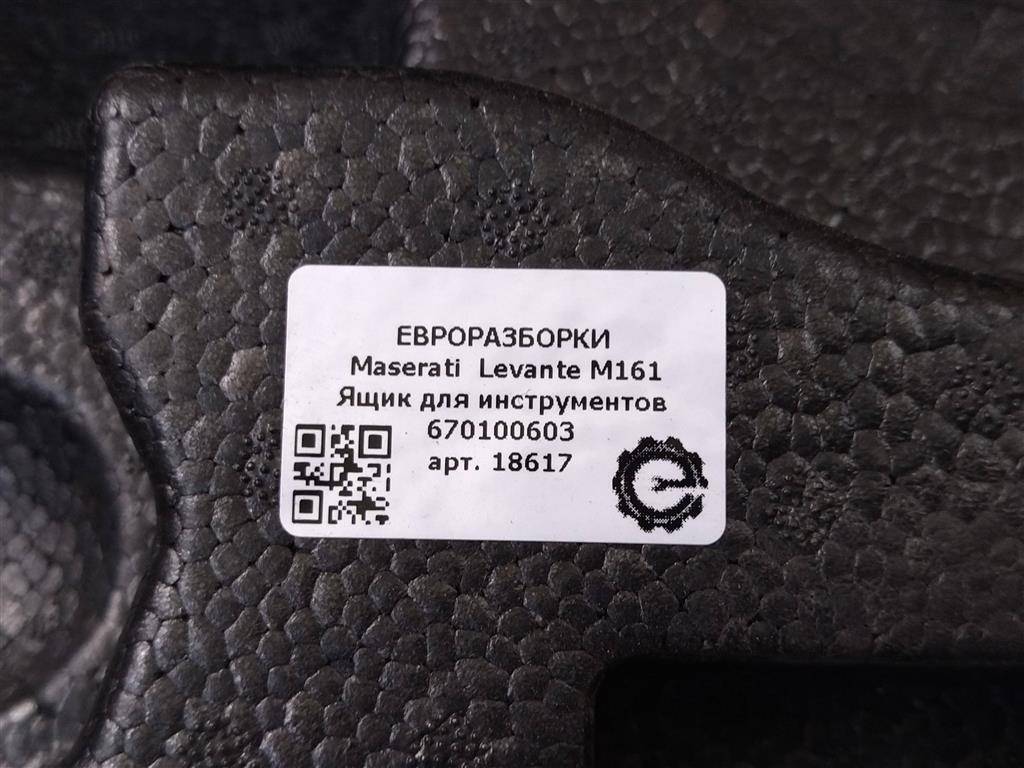 ЕВРОРАЗБОРКИ
Maserati Levante M161
Ящик для инструментов
670100603
арт. 18617